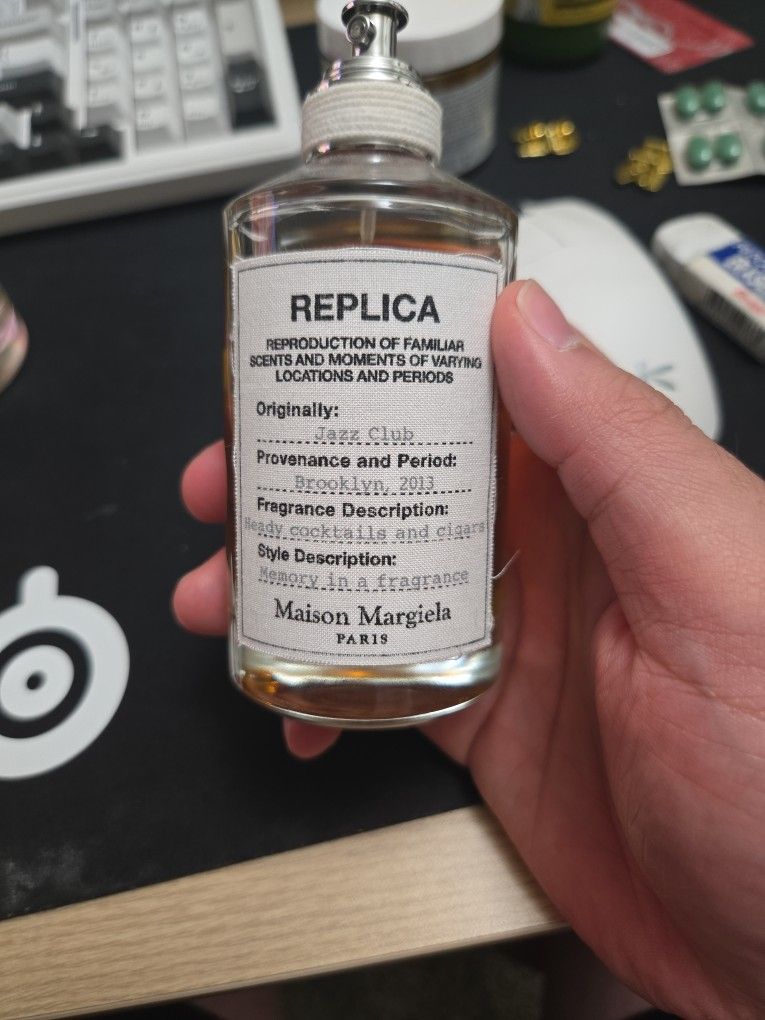 REPLICA
REPRODUCTION OF FAMILIAR
SCENTS AND MOMENTS OF VARYING
LOCATIONS AND PERIODS
Originally:
Jazz Club
Provenance and Period:
Brooklyn, 2013
Fragrance Description:
Heady cocktails and cigars
Style Description:
Memory in a fragrance
Maison Margiela
PARIS